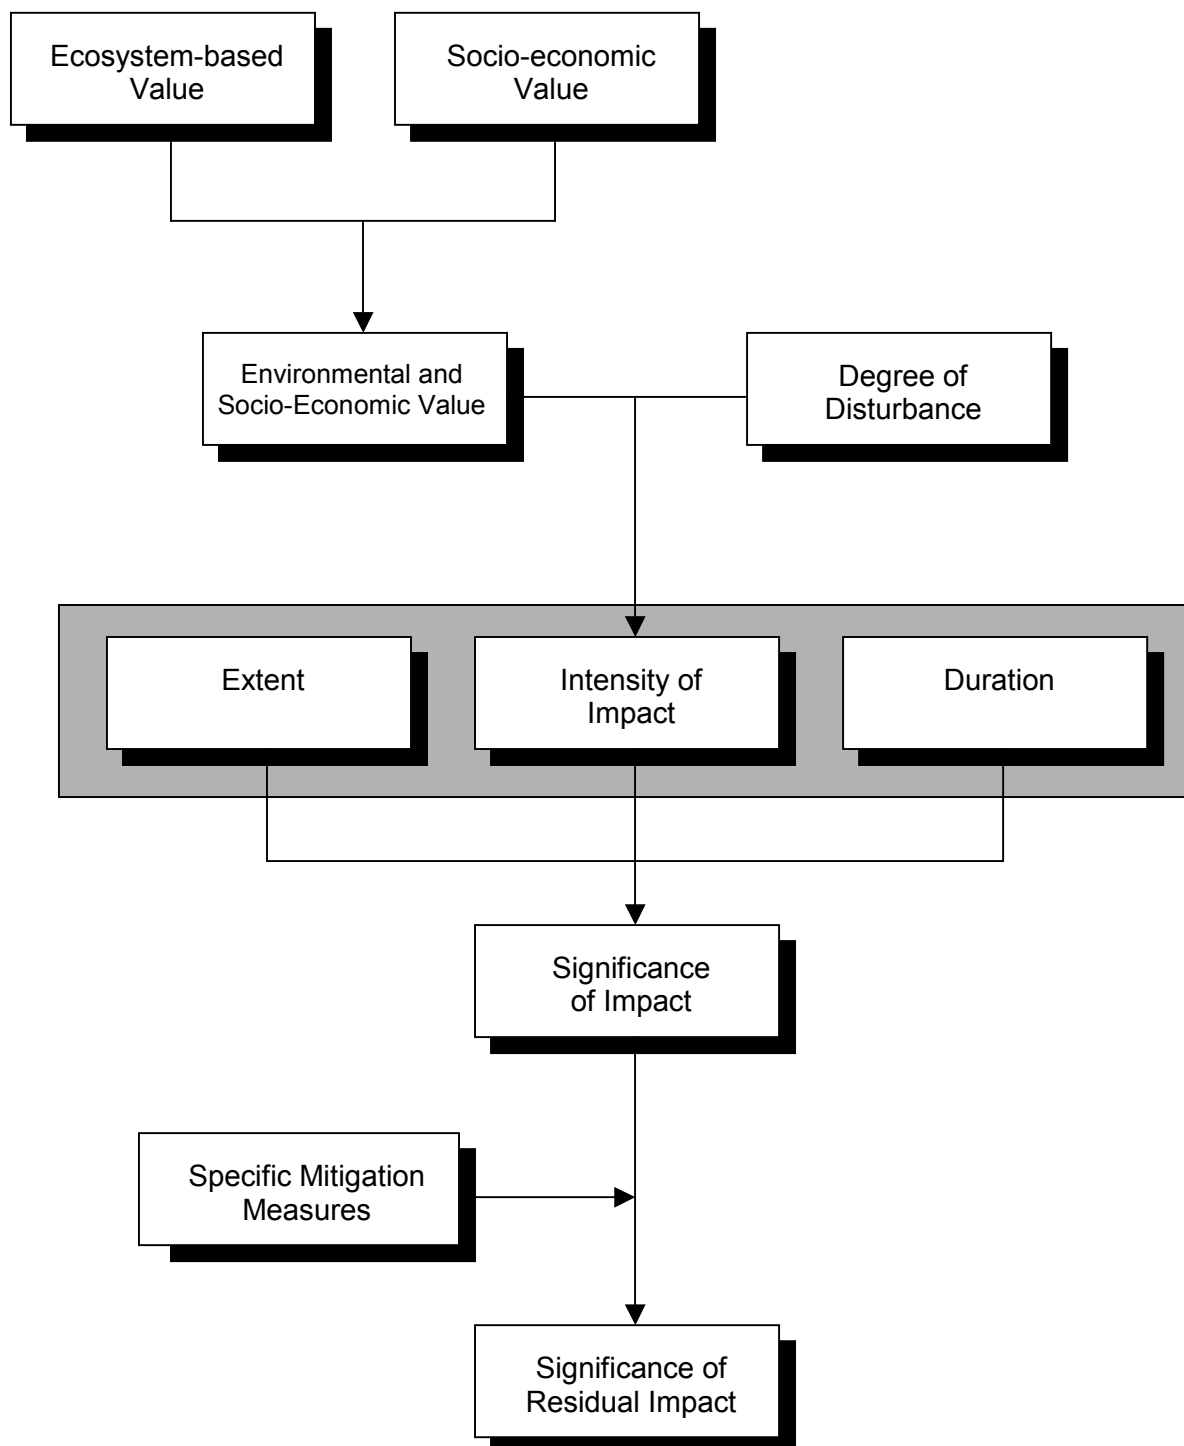 Ecosystem-based
Value
Socio-economic
Value
Environmental and
Socio-Economic Value
Degree of
Disturbance
Extent
Intensity of
Impact
Duration
Significance
of Impact
Specific Mitigation
Measures
Significance of
Residual Impact